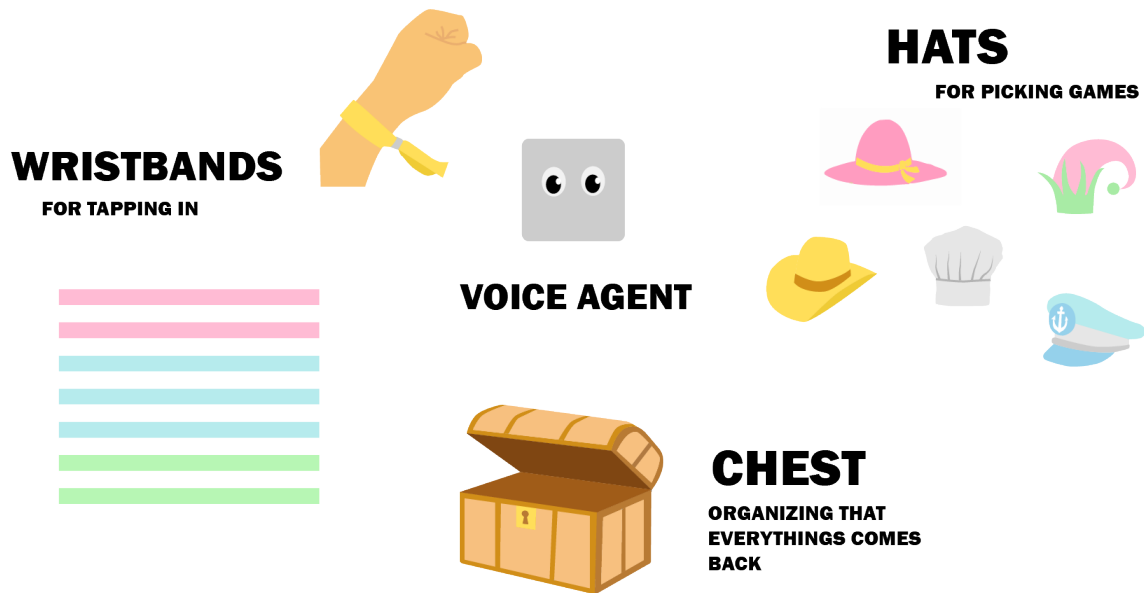 WRISTBANDS
FOR TAPPING IN
VOICE AGENT
HATS
FOR PICKING GAMES
CHEST
ORGANIZING THAT
EVERYTHINGS COMES
BACK